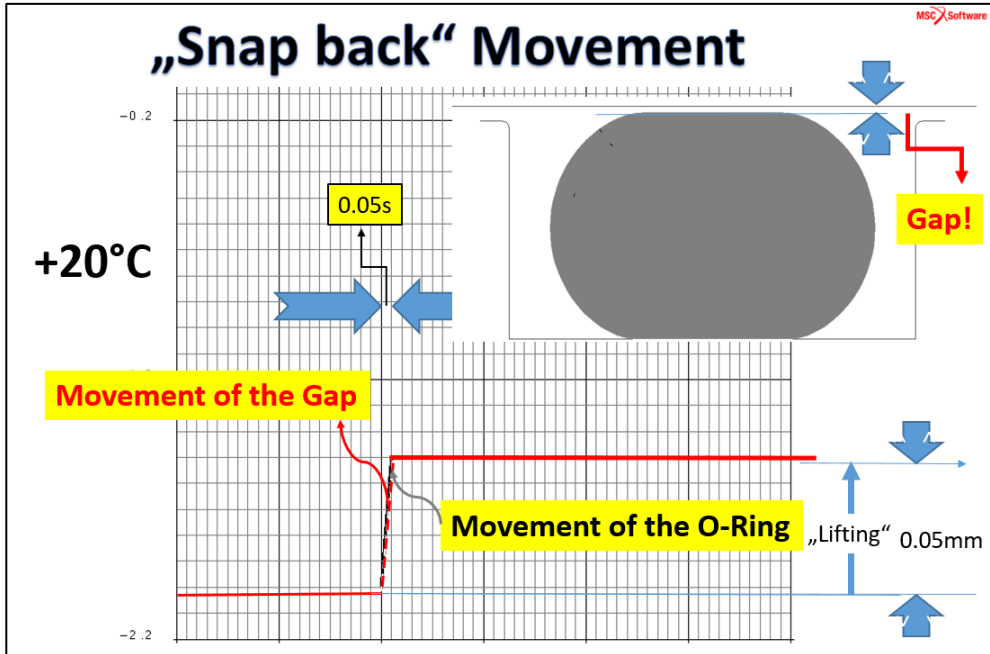 MSC Software
„Snap back“ Movement
-0.2
0.05s
Gap!
+20°C
Movement of the Gap
Movement of the O-Ring
„Lifting“ 0.05mm
-2.2